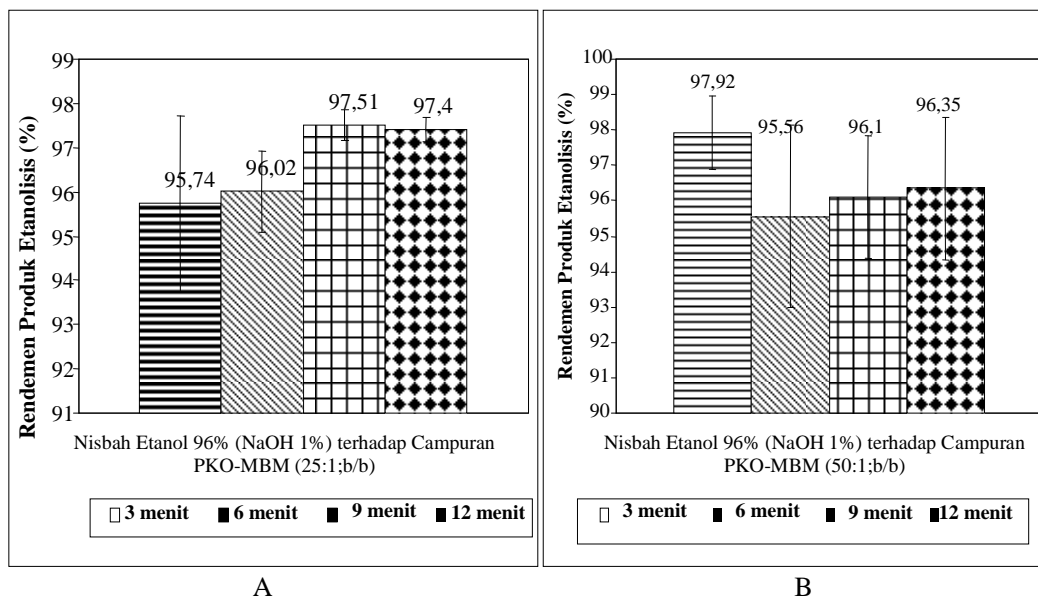 Rendemen Produk Etanolisis (%)
99
98
97
96
95
94
93
92
91
95,74
96,02
97,51
97,4
Nisbah Etanol 96% (NaOH 1%) terhadap Campuran
PKO-MBM (25:1;b/b)
3 menit 6 menit 9 menit 12 menit
A
Rendemen Produk Etanolisis (%)
100
99
98
97
96
95
94
93
92
91
90
97,92
95,56
96,1
96,35
Nisbah Etanol 96% (NaOH 1%) terhadap Campuran
PKO-MBM (50:1;b/b)
3 menit 6 menit 9 menit 12 menit
B